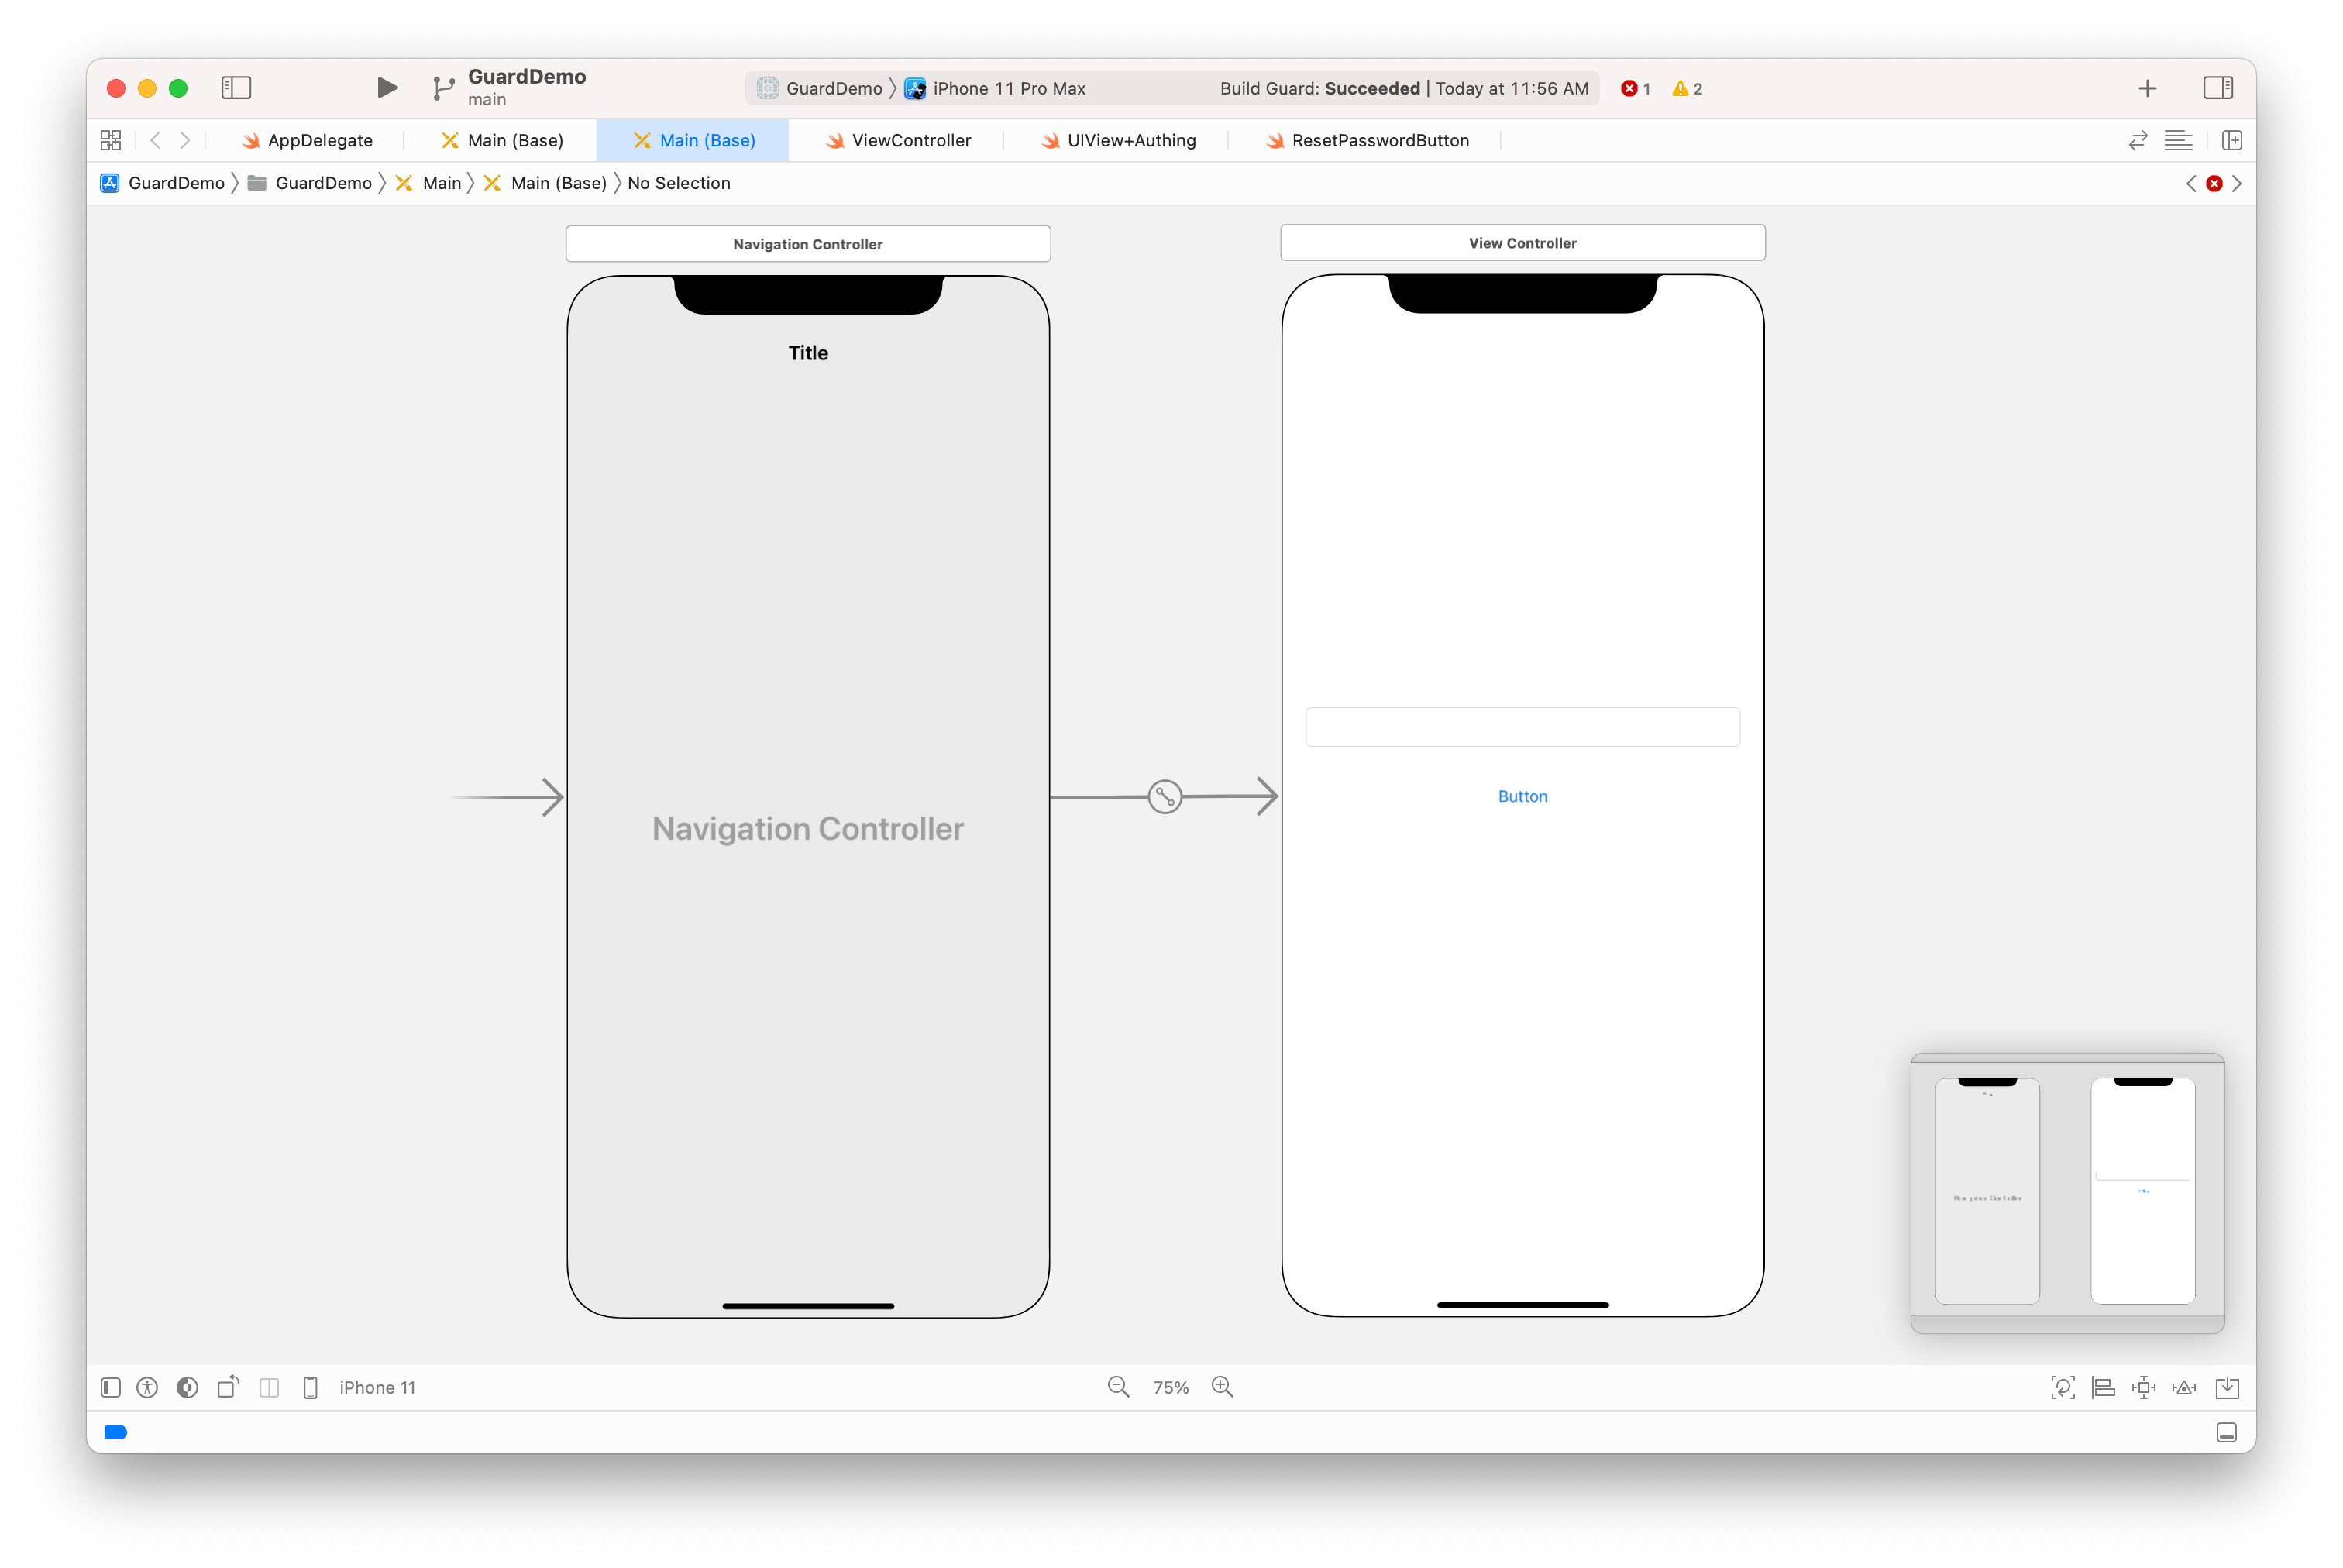 GuardDemo
main
GuardDemo iPhone 11 Pro Max Build Guard: Succeeded | Today at 11:56 AM 1 2
AppDelegate Main (Base) Main (Base) ViewController UIView+Authing ResetPasswordButton
GuardDemo GuardDemo Main Main (Base) No Selection
Navigation Controller View Controller
Title
Button
Navigation Controller
iPhone 11 75%